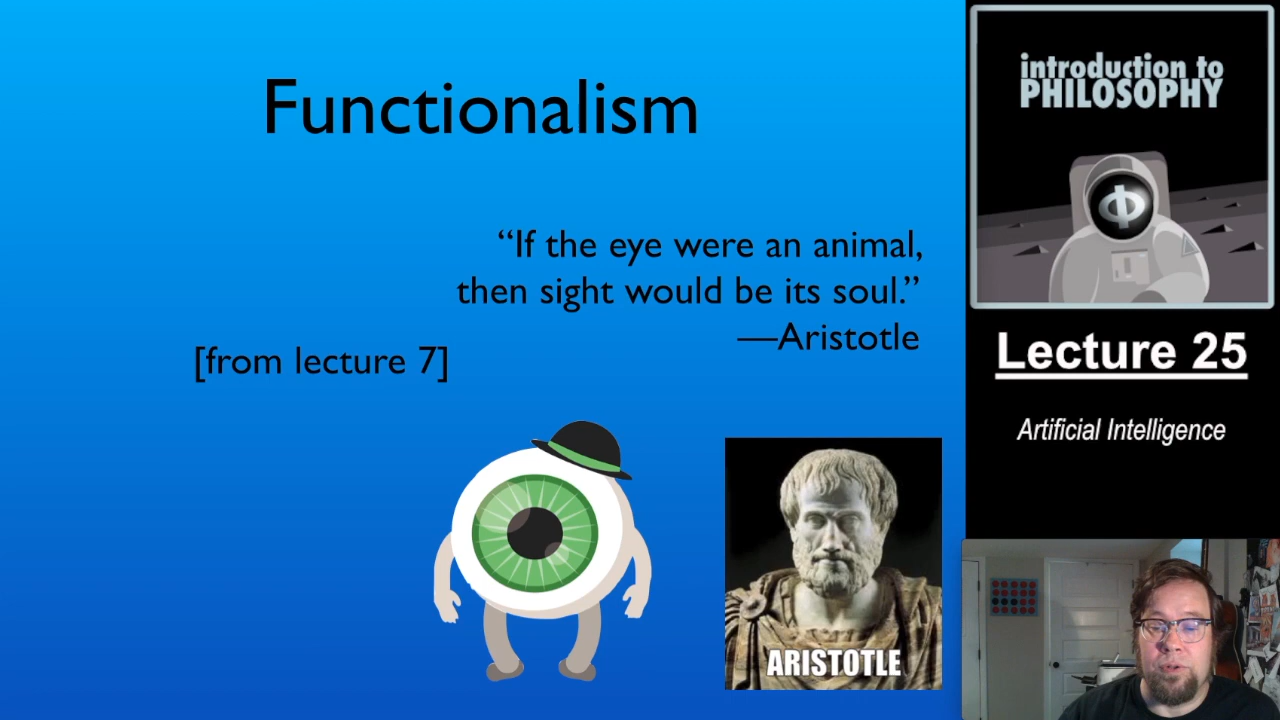 Functionalism
“If the eye were an animal,
then sight would be its soul.”
—Aristotle
[from lecture 7]
ARISTOTLE
introduction to
PHILOSOPHY
Φ
Lecture 25
Artificial Intelligence